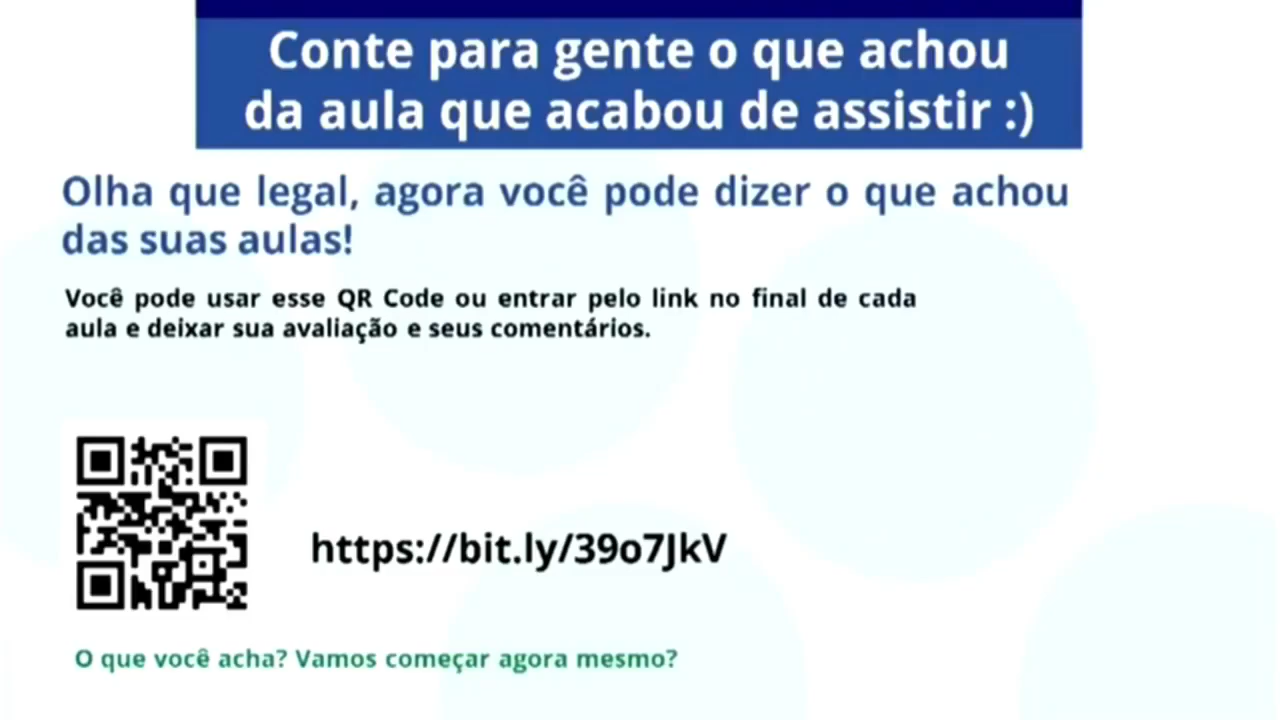 Conte para gente o que achou
da aula que acabou de assistir :)
Olha que legal, agora você pode dizer o que achou
das suas aulas!
Você pode usar esse QR Code ou entrar pelo link no final de cada
aula e deixar sua avaliação e seus comentários.
https://bit.ly/39o7JkV
O que você acha? Vamos começar agora mesmo?